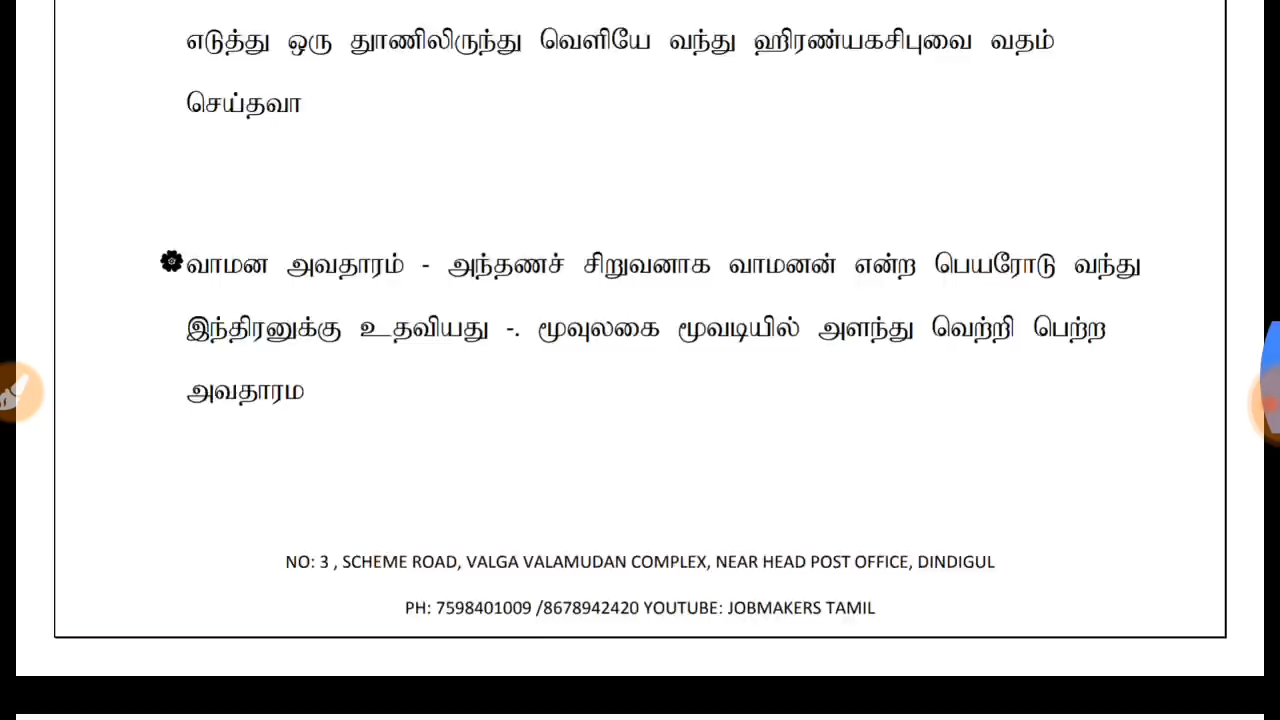 எடுத்து ஒரு துாணிலிருந்து வெளியே வந்து ஹிரண்யகசிபுவை வதம்
செய்தவா
வாமன அவதாரம் - அந்தணச் சிறுவனாக வாமனன் என்ற பெயரோடு வந்து
இந்திரனுக்கு உதவியது -. மூவுலகை மூவடியில் அளந்து வெற்றி பெற்ற
அவதாரம
NO: 3 , SCHEME ROAD, VALGA VALAMUDAN COMPLEX, NEAR HEAD POST OFFICE, DINDIGUL
PH: 7598401009 /8678942420 YOUTUBE: JOBMAKERS TAMIL